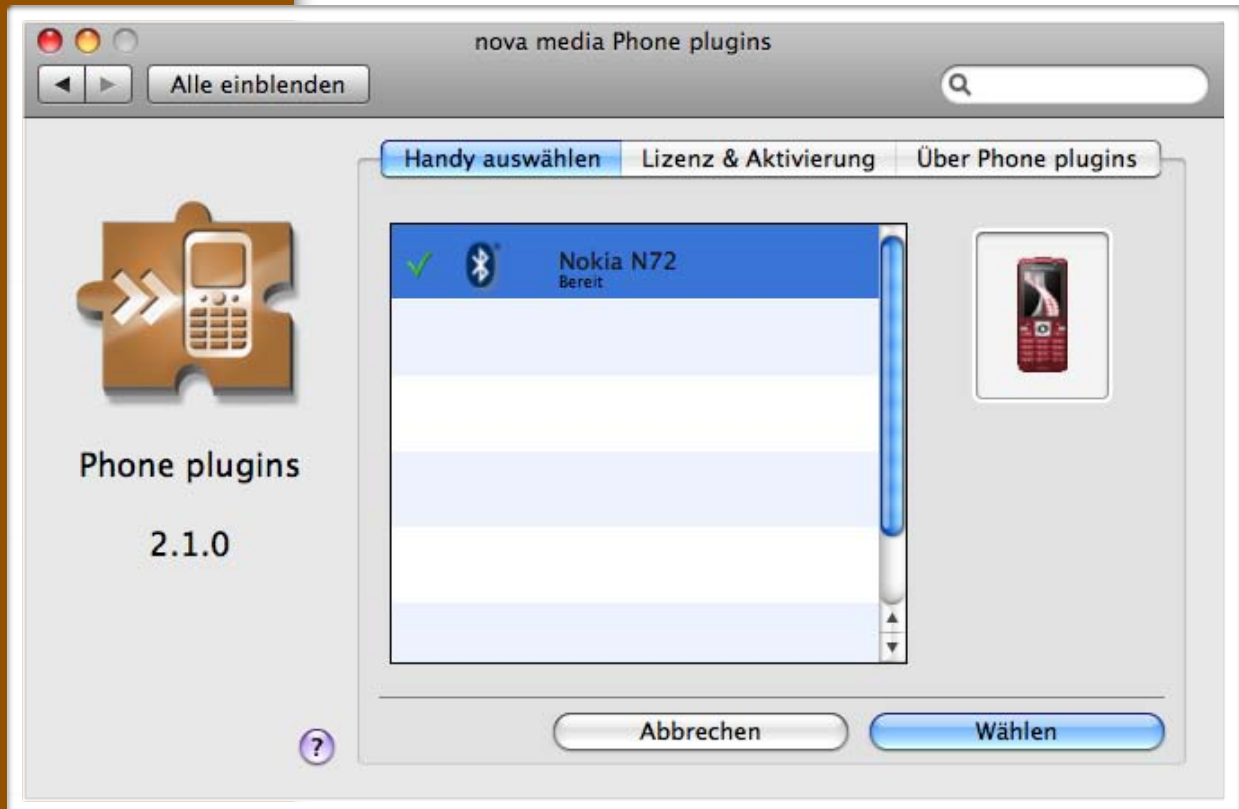 nova media Phone plugins
Alle einblenden
Handy auswählen
Lizenz & Aktivierung
Über Phone plugins
Nokia N72
Bereit
Phone plugins
2.1.0
?
Abbrechen
Wählen